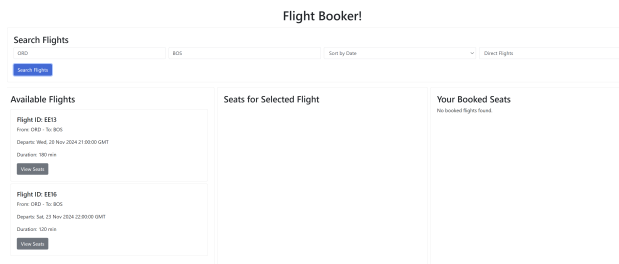 Flight Booker!
Search Flights
ORD
BOS
Sort by Date
Direct Flights
Search Flights
Available Flights
Flight ID: EE13
From: ORD - To: BOS
Departs: Wed, 20 Nov 2024 21:00:00 GMT
Duration: 180 min
View Seats
Flight ID: EE16
From: ORD - To: BOS
Departs: Sat, 23 Nov 2024 22:00:00 GMT
Duration: 120 min
View Seats
Seats for Selected Flight
Your Booked Seats
No booked flights found.